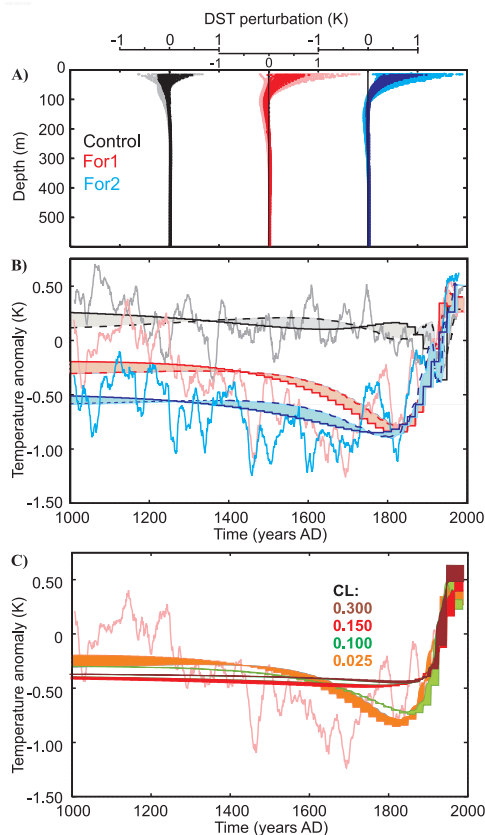 DST perturbation (K)
-1 0 1
-1 0 1
-1 0 1
A)
Depth (m)
0
100
200
300
400
500
Control
For1
For2
B)
Temperature anomaly (K)
0.50
0
-0.50
-1.00
-1.50
1000 1200 1400 1600 1800 2000
Time (years AD)
C)
Temperature anomaly (K)
0.50
0
-0.50
-1.00
-1.50
CL:
0.300
0.150
0.100
0.025
1000 1200 1400 1600 1800 2000
Time (years AD)